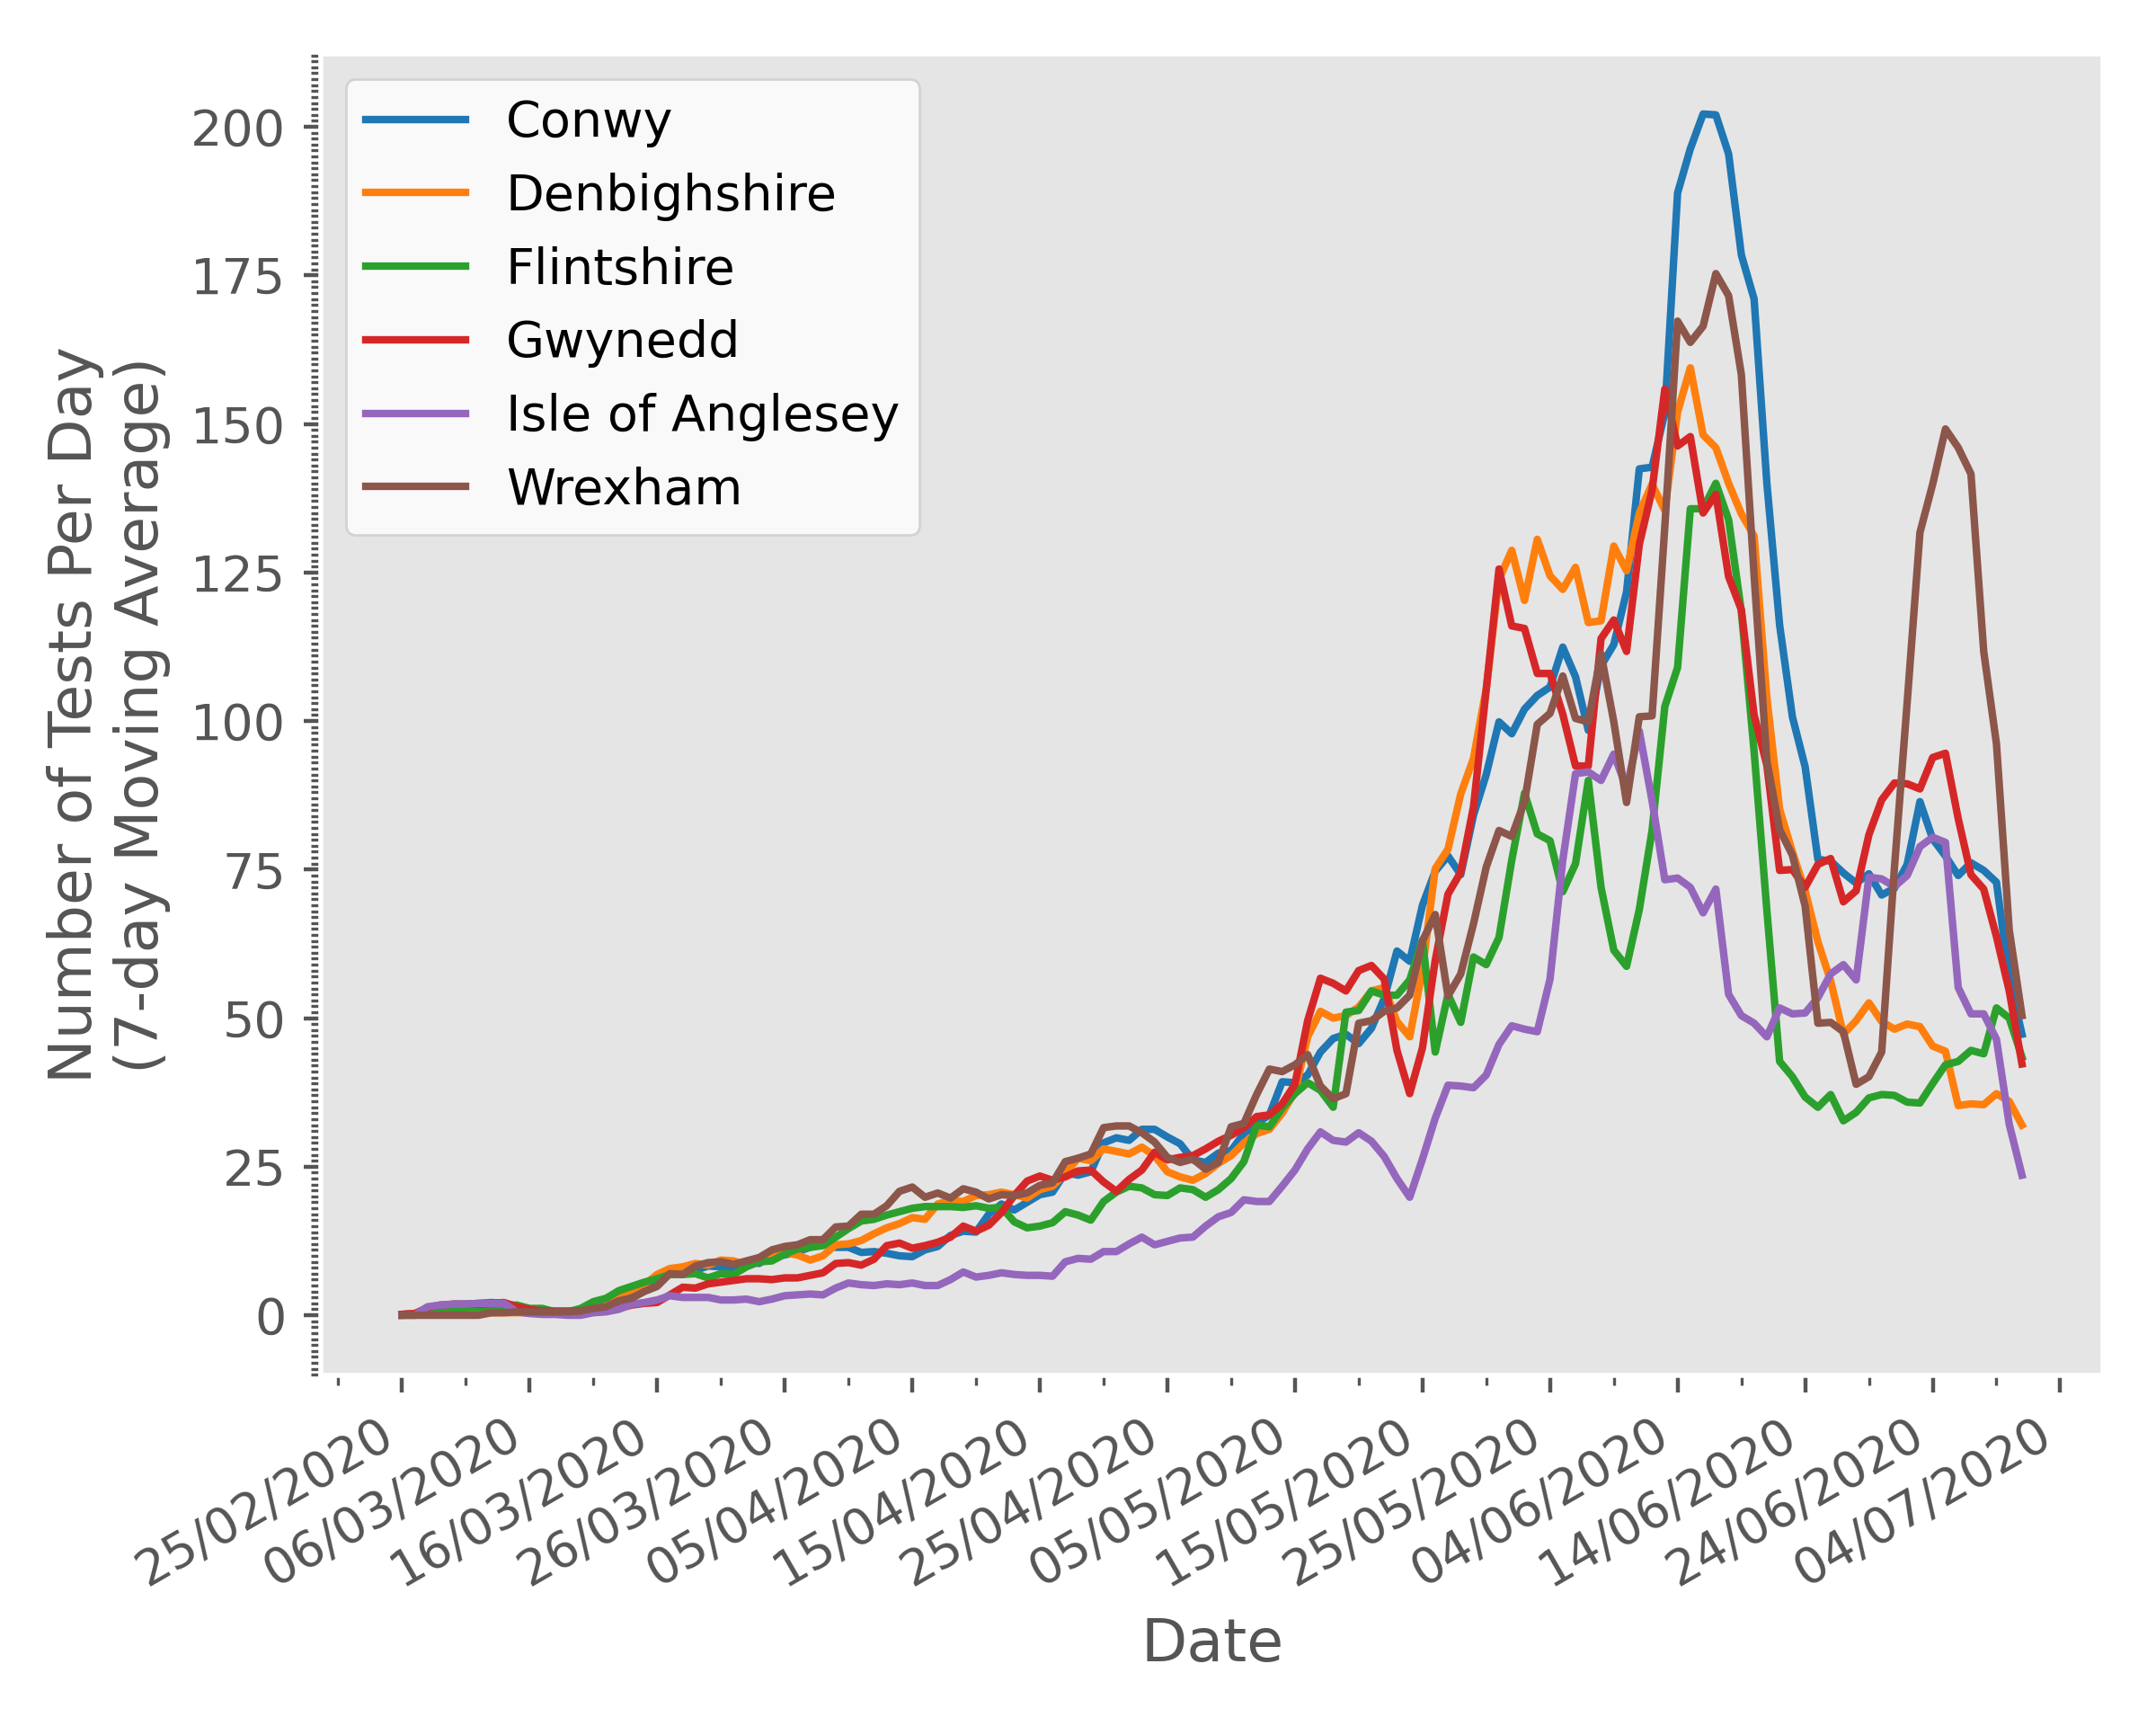 Number of Tests Per Day
(7-day Moving Average)
200
175
150
125
100
75
50
25
0
Conwy
Denbighshire
Flintshire
Gwynedd
Isle of Anglesey
Wrexham
25/02/2020
06/03/2020
16/03/2020
26/03/2020
05/04/2020
15/04/2020
25/04/2020
05/05/2020
15/05/2020
25/05/2020
04/06/2020
14/06/2020
24/06/2020
04/07/2020
Date